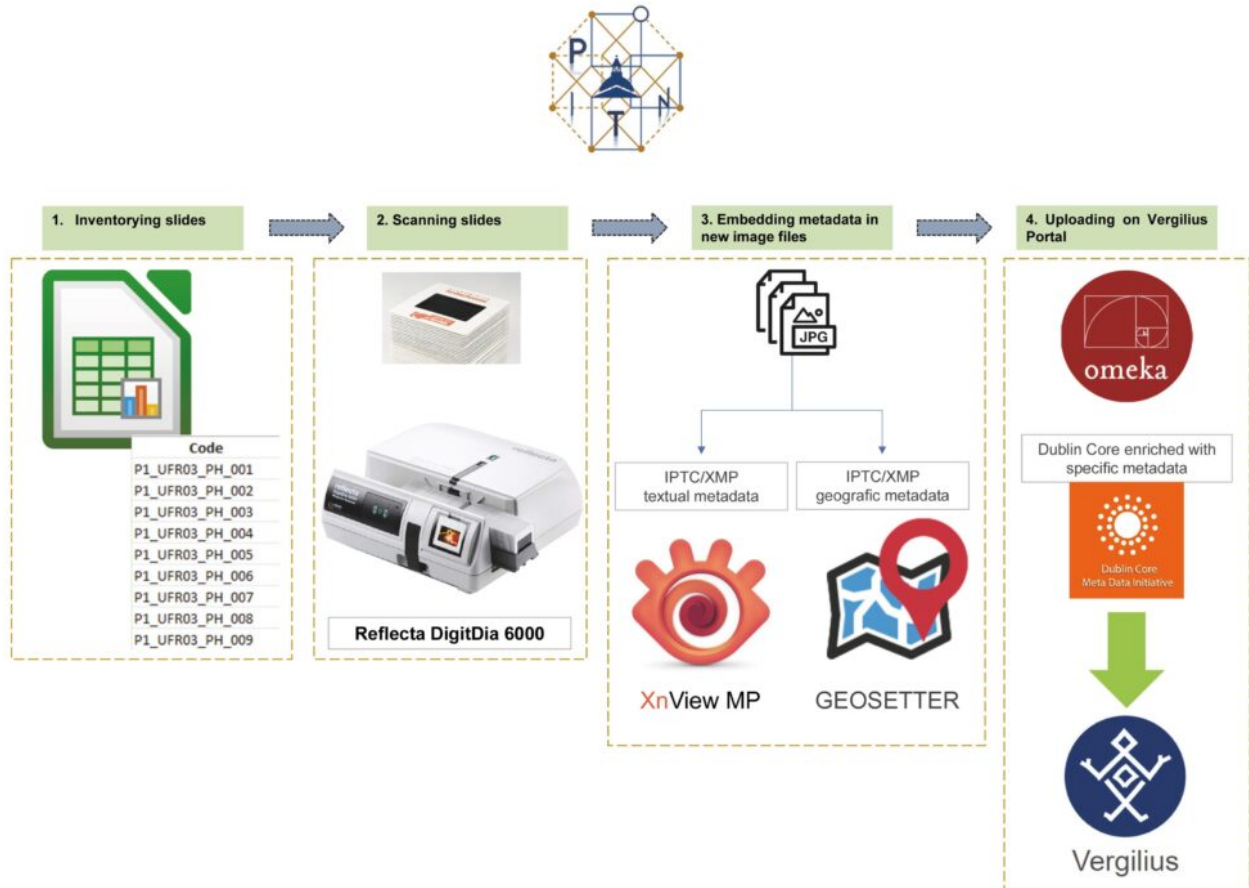 P
I
T
N
1. Inventorying slides
2. Scanning slides
3. Embedding metadata in
new image files
4. Uploading on Vergilius
Portal
Code
P1_UFR03_PH_001
P1_UFR03_PH_002
P1_UFR03_PH_003
P1_UFR03_PH_004
P1_UFR03_PH_005
P1_UFR03_PH_006
P1_UFR03_PH_007
P1_UFR03_PH_008
P1_UFR03_PH_009
reflecta
reflecta
Reflecta DigitDia 6000
JPG
IPTC/XMP
textual metadata
IPTC/XMP
geografic metadata
XnView MP
GEOSETTER
omeka
Dublin Core enriched with
specific metadata
Dublin Core
Meta Data Initiative
Vergilius